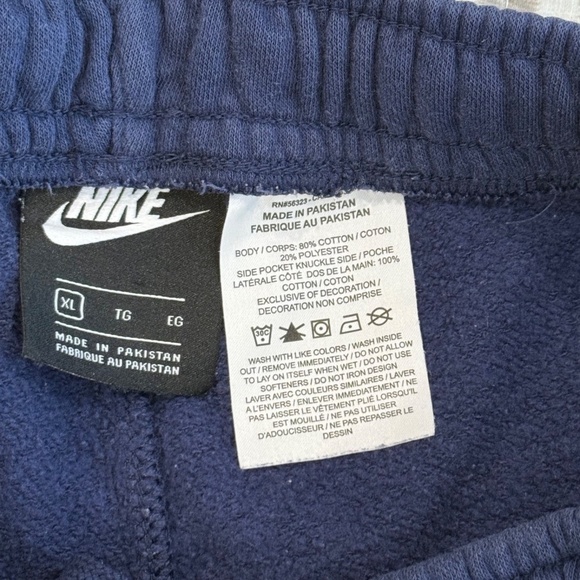 NIKE
XL TG EG
MADE IN PAKISTAN
FABRIQUE AU PAKISTAN
RN#56323
MADE IN PAKISTAN
FABRIQUE AU PAKISTAN
BODY / CORPS: 80% COTTON / COTON
20% POLYESTER
SIDE POCKET KNUCKLE SIDE / POCHE
LATÉRALE CÔTÉ DOS DE LA MAIN: 100%
COTTON / COTON
EXCLUSIVE OF DECORATION /
DECORATION NON COMPRISE
30C
WASH WITH LIKE COLORS / WASH INSIDE
OUT / REMOVE IMMEDIATELY / DO NOT ALLOW
TO LAY ON ITSELF WHEN WET / DO NOT USE
SOFTENERS / DO NOT IRON DESIGN
LAVER AVEC COULEURS SIMILAIRES / LAVER
A L'ENVERS / ENLEVER IMMEDIATEMENT / NE
PAS LAISSER LE VÊTEMENT PLIÉ LORSQU'IL
EST MOUILLÉ / NE PAS UTILISER
D'ADOUCISSEUR / NE PAS REPASSER LE
DESSIN